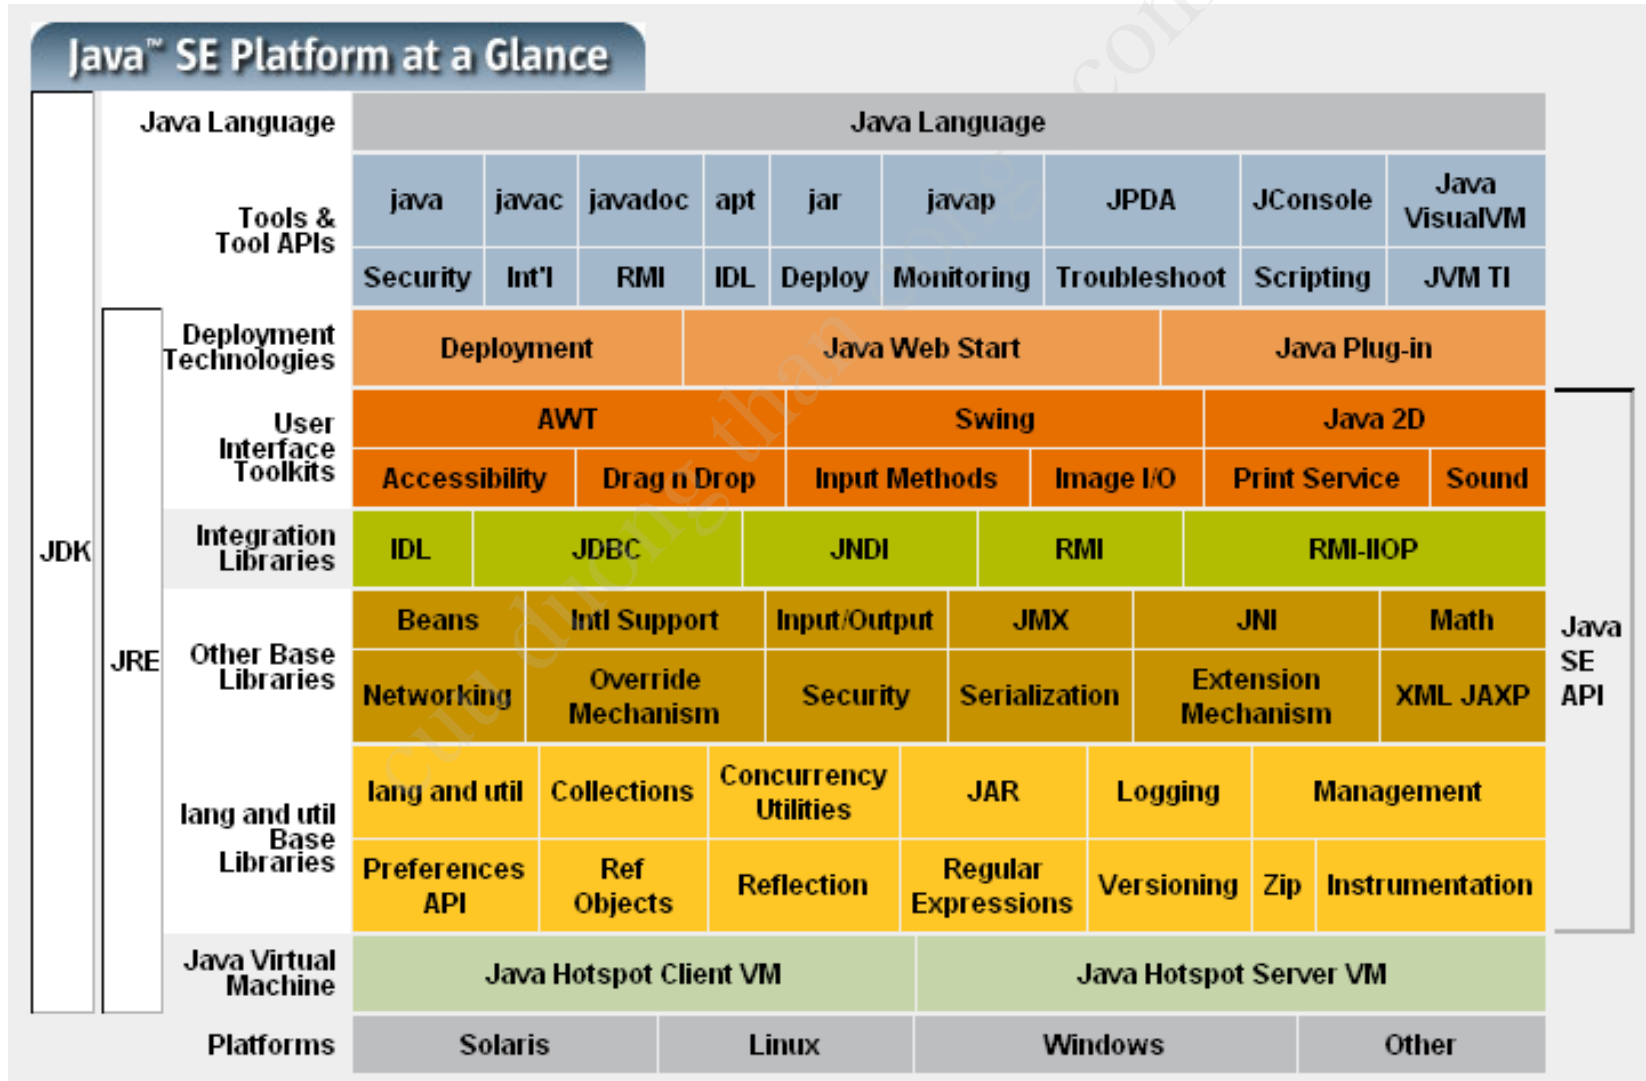 Java™ SE Platform at a Glance
Java Language
Java Language
Tools &
Tool APIs
java javac javadoc apt jar javap JPDA JConsole Java
VisualVM
Security Int'l RMI IDL Deploy Monitoring Troubleshoot Scripting JVM TI
Deployment
Technologies
Deployment Java Web Start Java Plug-in
User
Interface
Toolkits
AWT Swing Java 2D
Accessibility Drag n Drop Input Methods Image I/O Print Service Sound
Integration
Libraries
IDL JDBC JNDI RMI RMI-IIOP
JDK
JRE
Other Base
Libraries
Beans Intl Support Input/Output JMX JNI Math
Networking Override
Mechanism Security Serialization Extension
Mechanism XML JAXP
Java
SE
API
lang and util
Base
Libraries
lang and util Collections Concurrency
Utilities JAR Logging Management
Preferences
API Ref
Objects Reflection Regular
Expressions Versioning Zip Instrumentation
Java Virtual
Machine
Java Hotspot Client VM Java Hotspot Server VM
Platforms
Solaris Linux Windows Other
cuu duong than cong . com